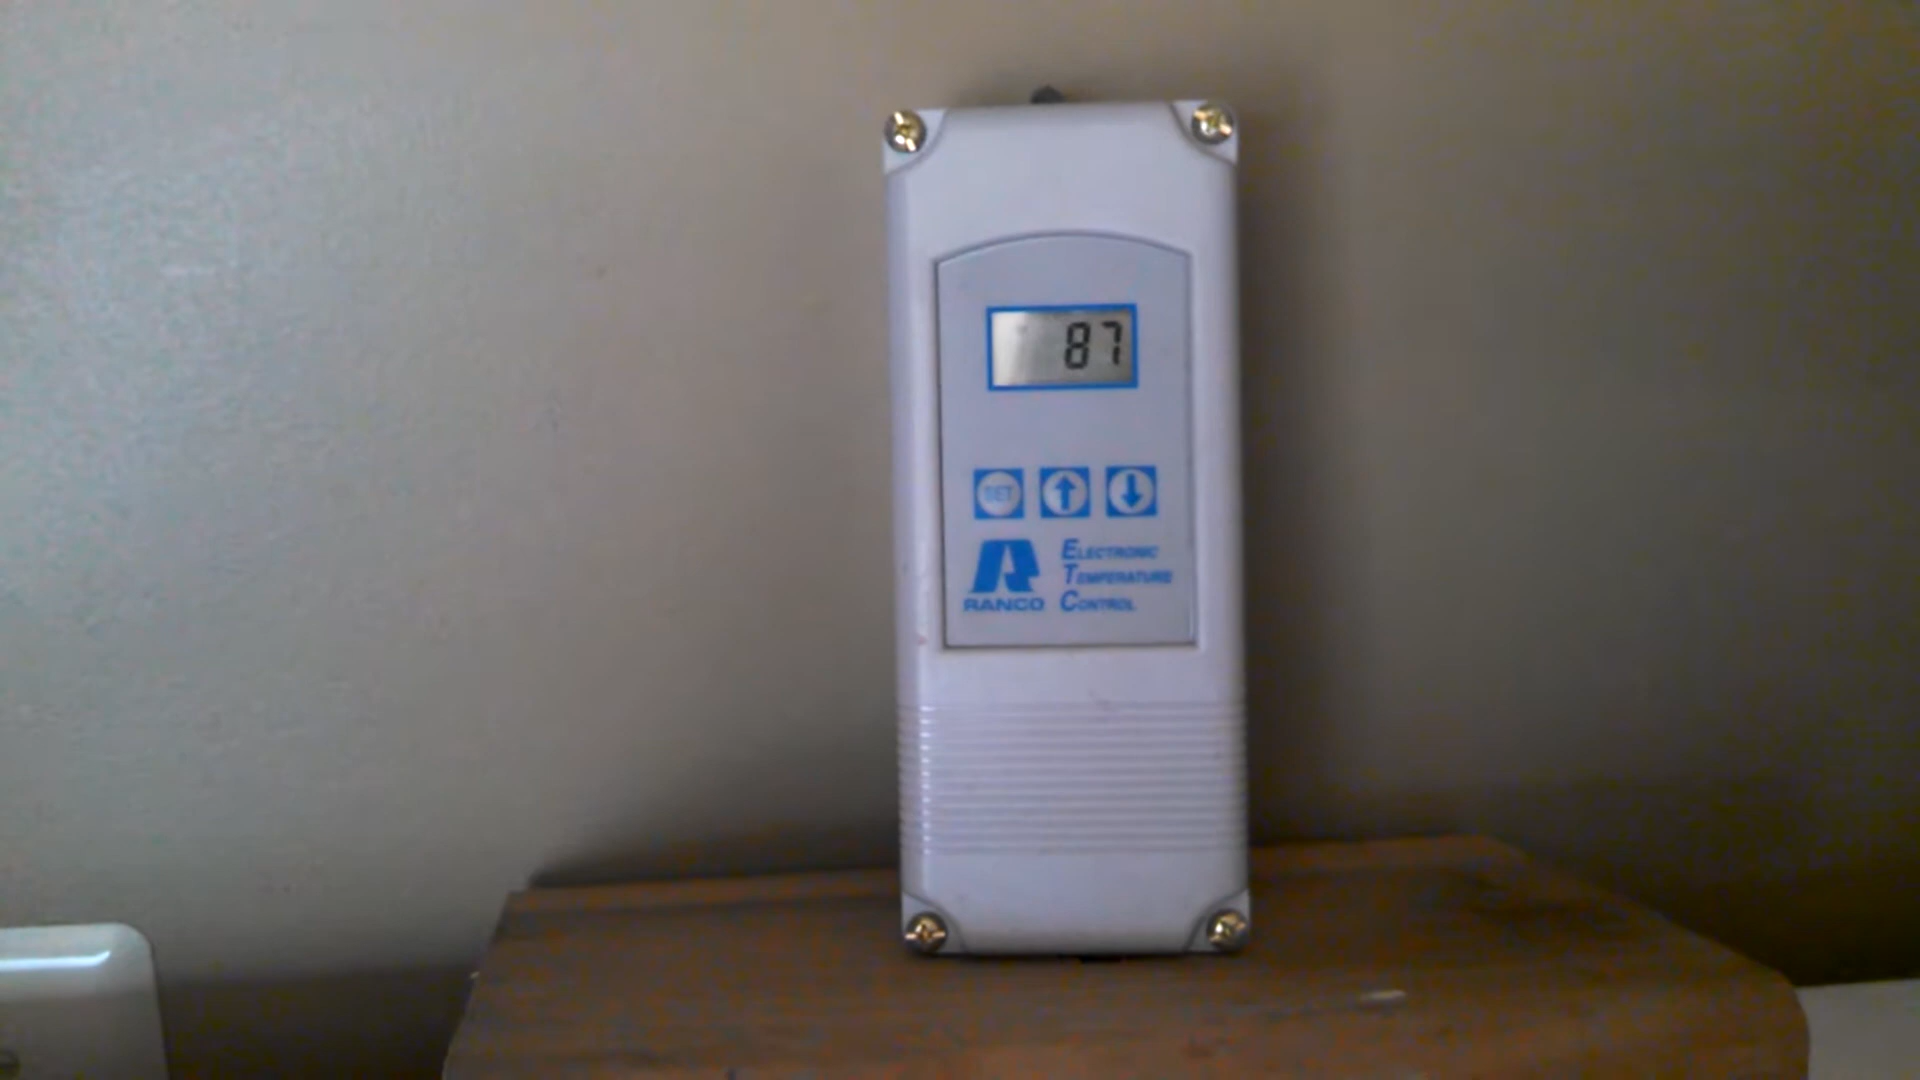 87
SET
RANCO
ELECTRONIC
TEMPERATURE
CONTROL